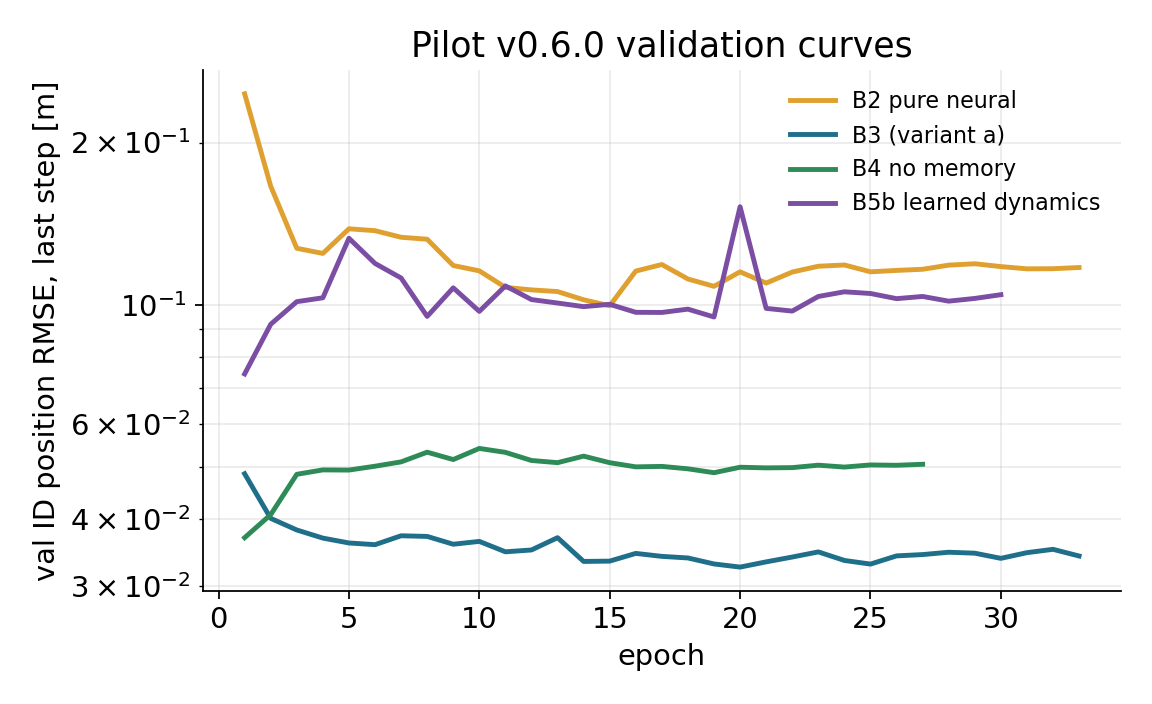 Pilot v0.6.0 validation curves
val ID position RMSE, last step [m]
2 × 10⁻¹
10⁻¹
6 × 10⁻²
4 × 10⁻²
3 × 10⁻²
B2 pure neural
B3 (variant a)
B4 no memory
B5b learned dynamics
0 5 10 15 20 25 30
epoch